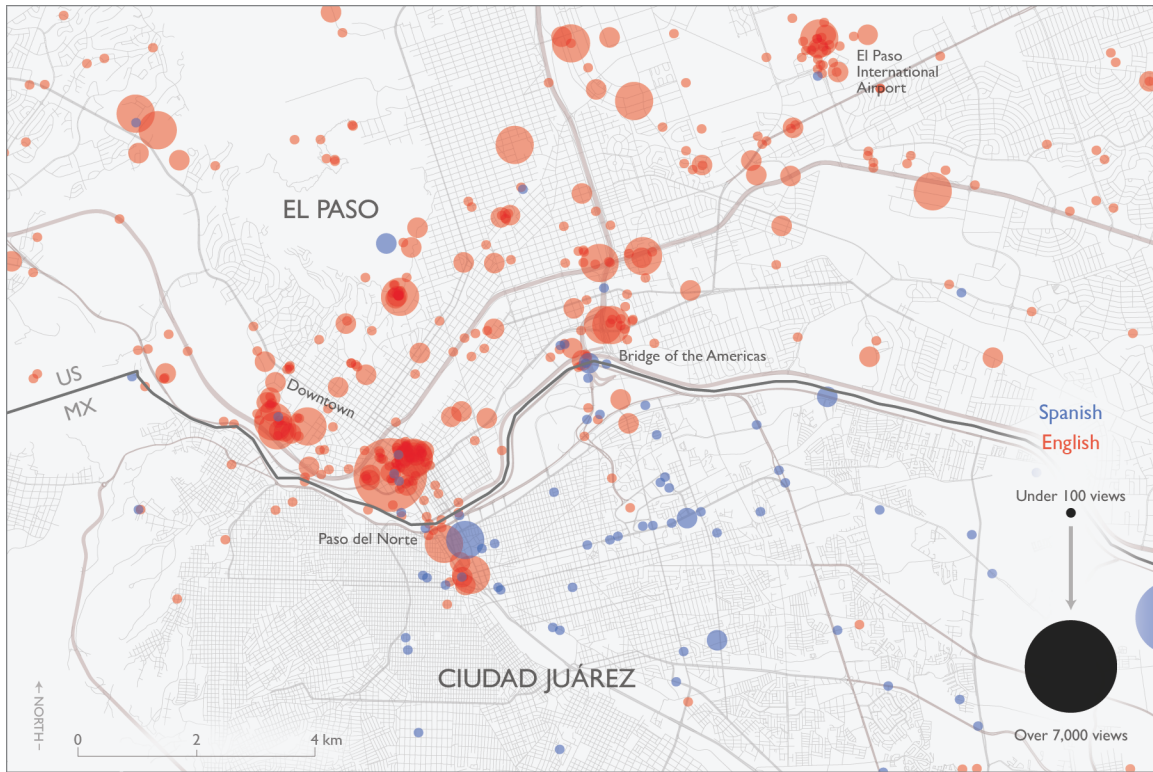 El Paso
International
Airport
EL PASO
Bridge of the Americas
US
MX
Downtown
Spanish
English
Under 100 views
Paso del Norte
CIUDAD JUÁREZ
Over 7,000 views
← NORTH –
0 2 4 km